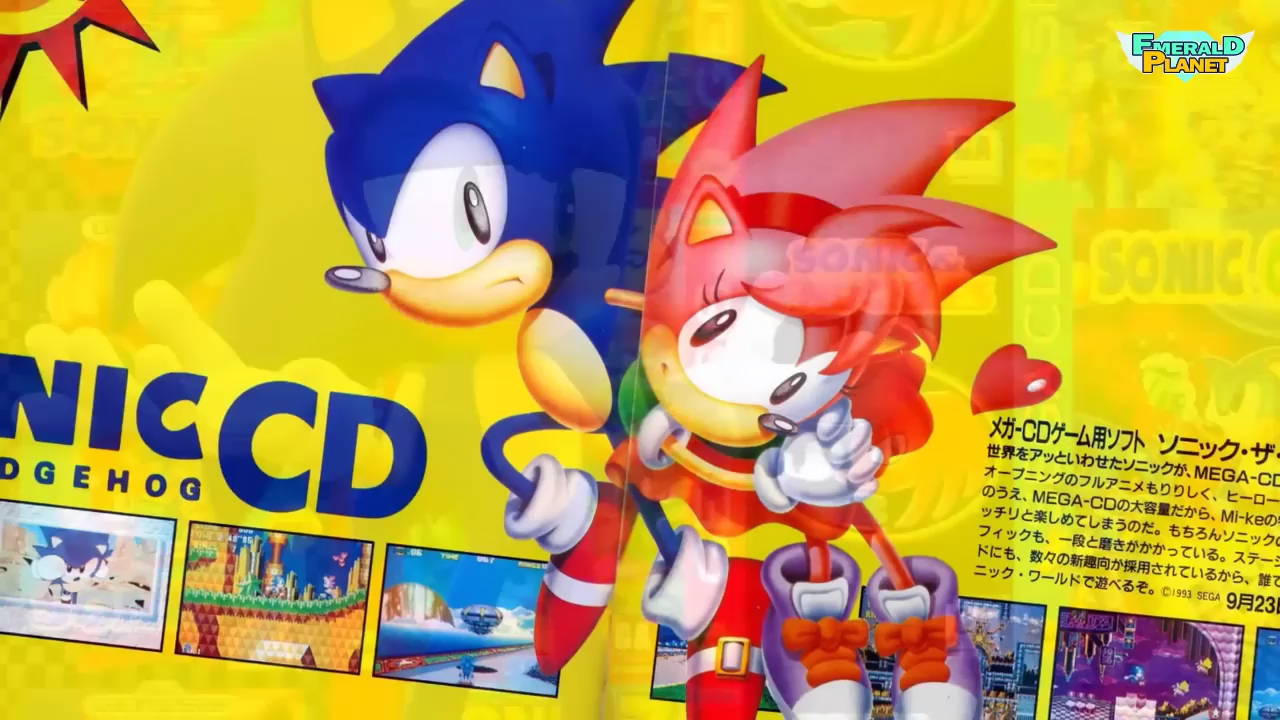 EMERALD
PLANET
NIC CD
DGEHOG
SONIC
メガ-CDゲーム用ソフト ソニック・ザ・
世界をアッといわせたソニックが、MEGA-CD
オープニングのフルアニメもりりしく、ヒーロー
のうえ、MEGA-CDの大容量だから、Mi-keの
ッチリと楽しめてしまうのだ。もちろんソニックの
フィックも、一段と磨きがかかっている。ステージ
ドにも、数々の新趣向が採用されているから、誰で
ニック・ワールドで遊べるぞ。©1993 SEGA 9月23
TIME